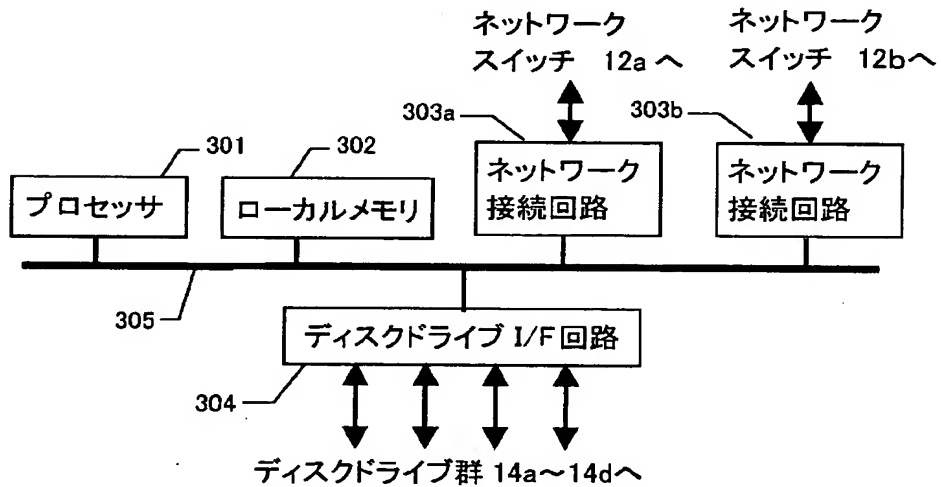 ネットワーク
スイッチ 12a へ
ネットワーク
スイッチ 12bへ
303a
303b
301
302
プロセッサ
ローカルメモリ
ネットワーク
接続回路
ネットワーク
接続回路
305
ディスクドライブ I/F 回路
304
ディスクドライブ群 14a～14dへ